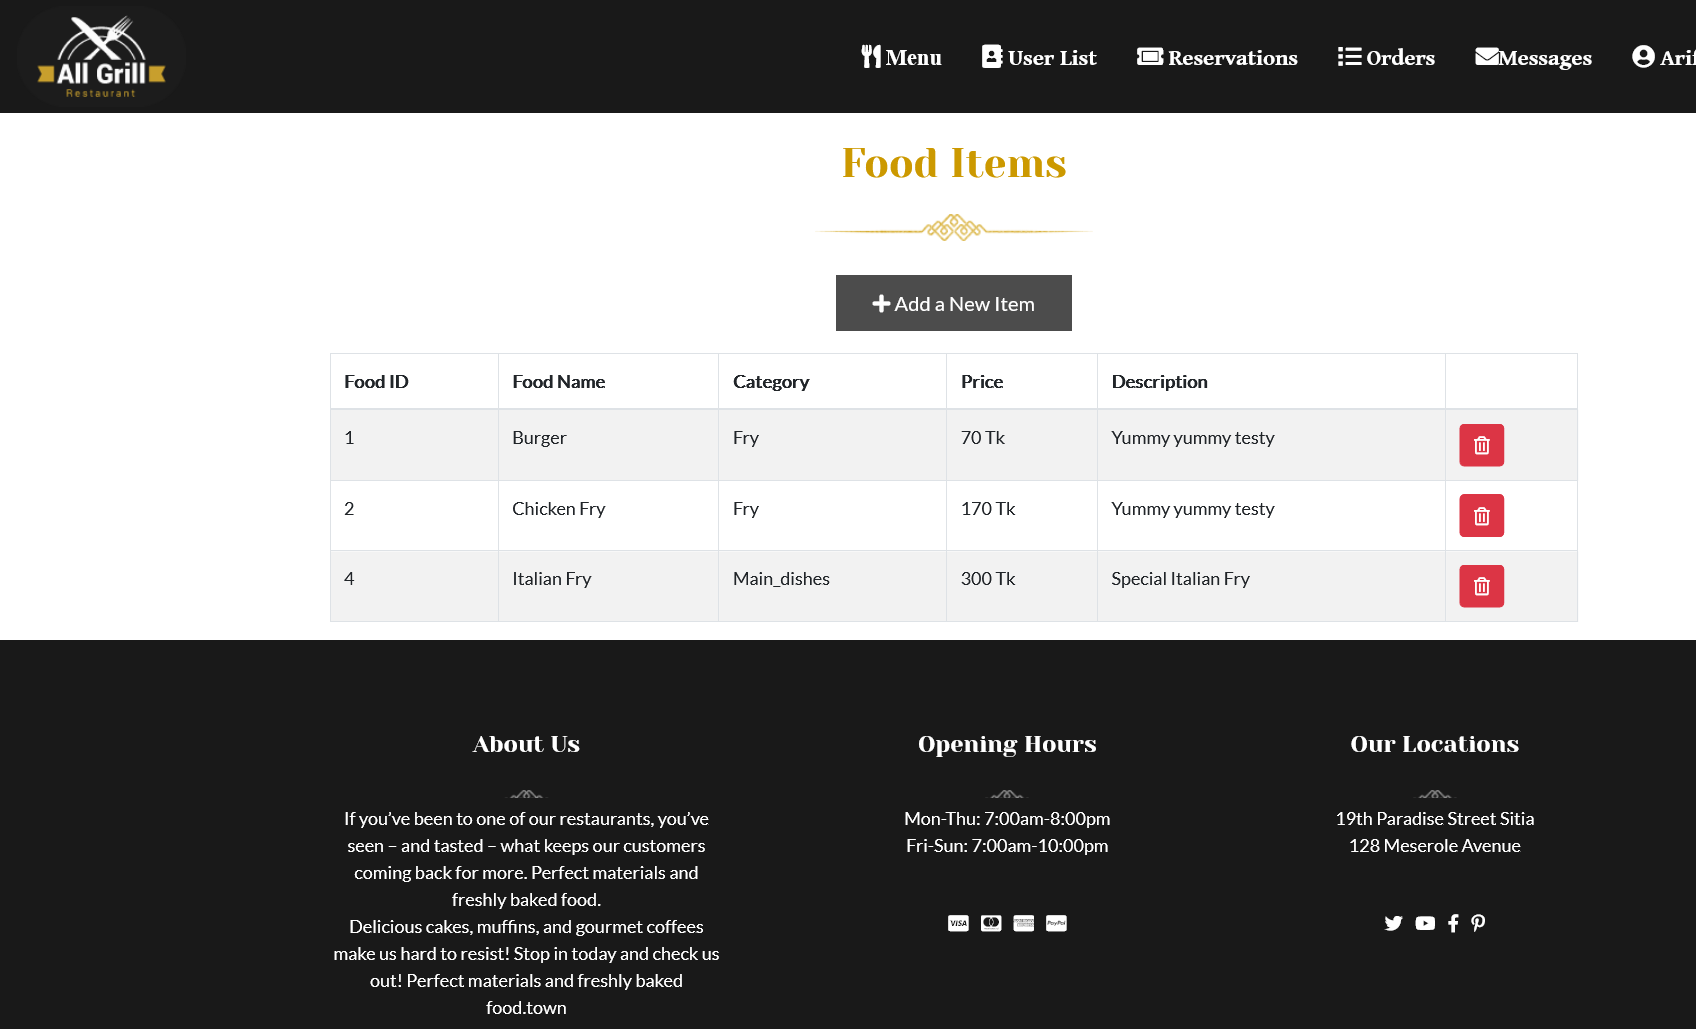 All Grill
Restaurant
Menu User List Reservations Orders Messages Arif
Food Items
Add a New Item
Food ID Food Name Category Price Description
1 Burger Fry 70 Tk Yummy yummy testy
2 Chicken Fry Fry 170 Tk Yummy yummy testy
4 Italian Fry Main_dishes 300 Tk Special Italian Fry
About Us
If you’ve been to one of our restaurants, you’ve
seen – and tasted – what keeps our customers
coming back for more. Perfect materials and
freshly baked food.
Delicious cakes, muffins, and gourmet coffees
make us hard to resist! Stop in today and check us
out! Perfect materials and freshly baked
food.town
Opening Hours
Mon-Thu: 7:00am-8:00pm
Fri-Sun: 7:00am-10:00pm
VISA PayPal
Our Locations
19th Paradise Street Sitia
128 Meserole Avenue